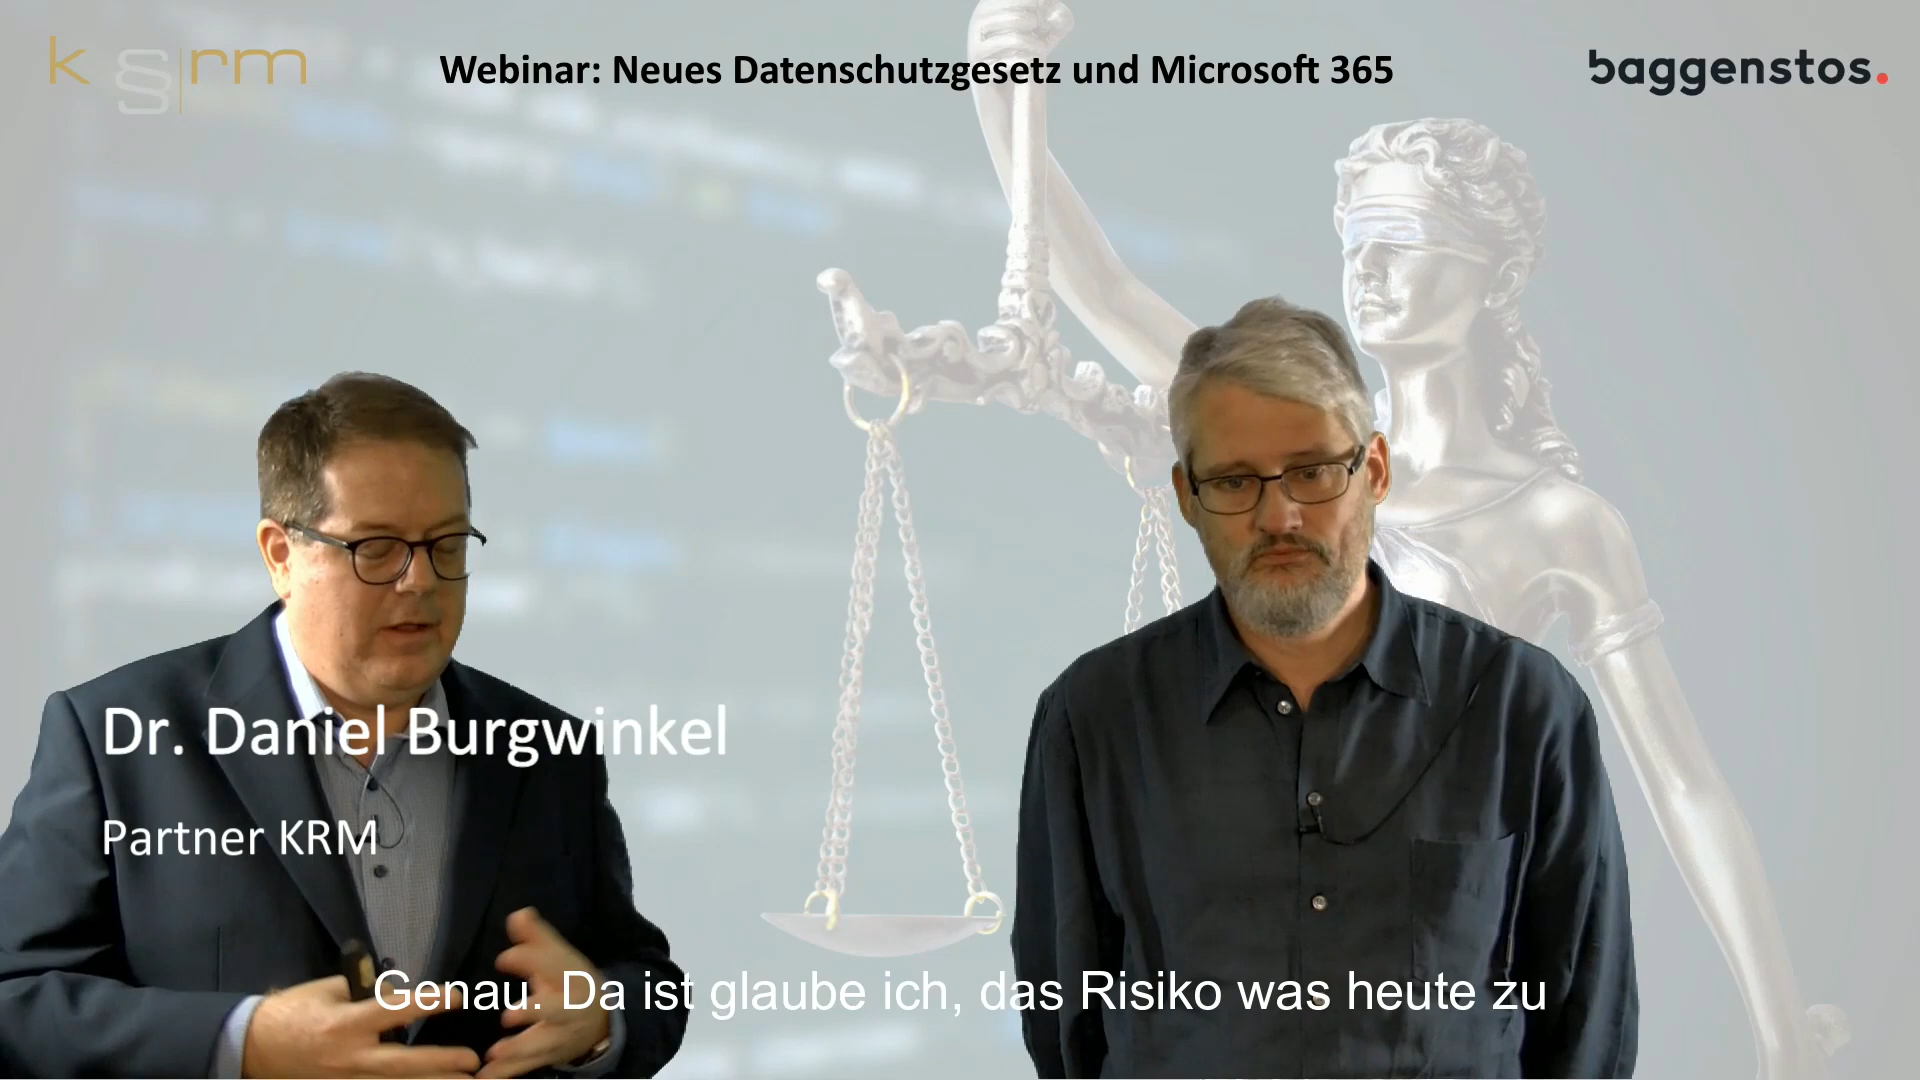 k §§ rm
Webinar: Neues Datenschutzgesetz und Microsoft 365
baggenstos.
Dr. Daniel Burgwinkel
Partner KRM
Genau. Da ist glaube ich, das Risiko was heute zu